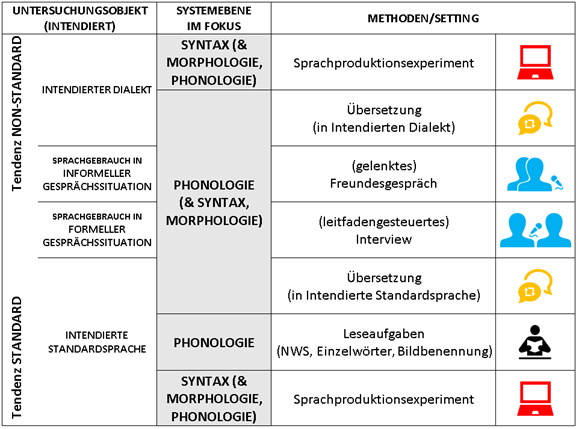 UNTERSUCHUNGSOBJEKT
(INTENDIERT)
SYSTEMEBENE
IM FOKUS
METHODEN/SETTING
Tendenz NON-STANDARD
INTENDIERTER DIALEKT
SYNTAX (&
MORPHOLOGIE,
PHONOLOGIE)
Sprachproduktionsexperiment
Übersetzung
(in Intendierten Dialekt)
SPRACHGEBRAUCH IN
INFORMELLER
GESPRÄCHSSITUATION
PHONOLOGIE
(& SYNTAX,
MORPHOLOGIE)
(gelenktes)
Freundesgespräch
SPRACHGEBRAUCH IN
FORMELLER
GESPRÄCHSSITUATION
(leitfadengesteuertes)
Interview
Tendenz STANDARD
INTENDIERTE
STANDARDSPRACHE
Übersetzung
(in Intendierte Standardsprache)
PHONOLOGIE
Leseaufgaben
(NWS, Einzelwörter, Bildbenennung)
SYNTAX (&
MORPHOLOGIE,
PHONOLOGIE)
Sprachproduktionsexperiment